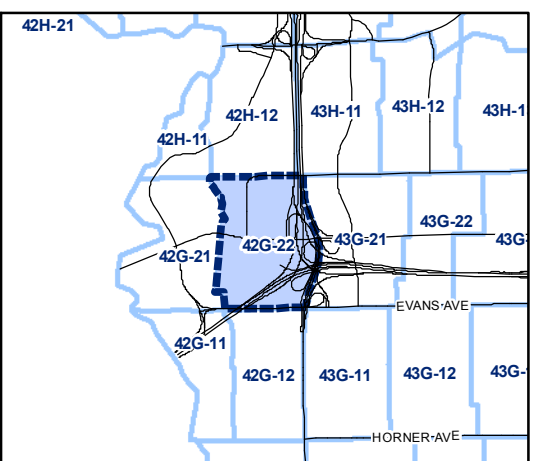 42H-21
42H-12
43H-11
43H-12
43H-1
42H-11
43G-22
42G-21
42G-22
43G-21
43G
EVANS AVE
42G-11
42G-12
43G-11
43G-12
43G-
HORNER AVE